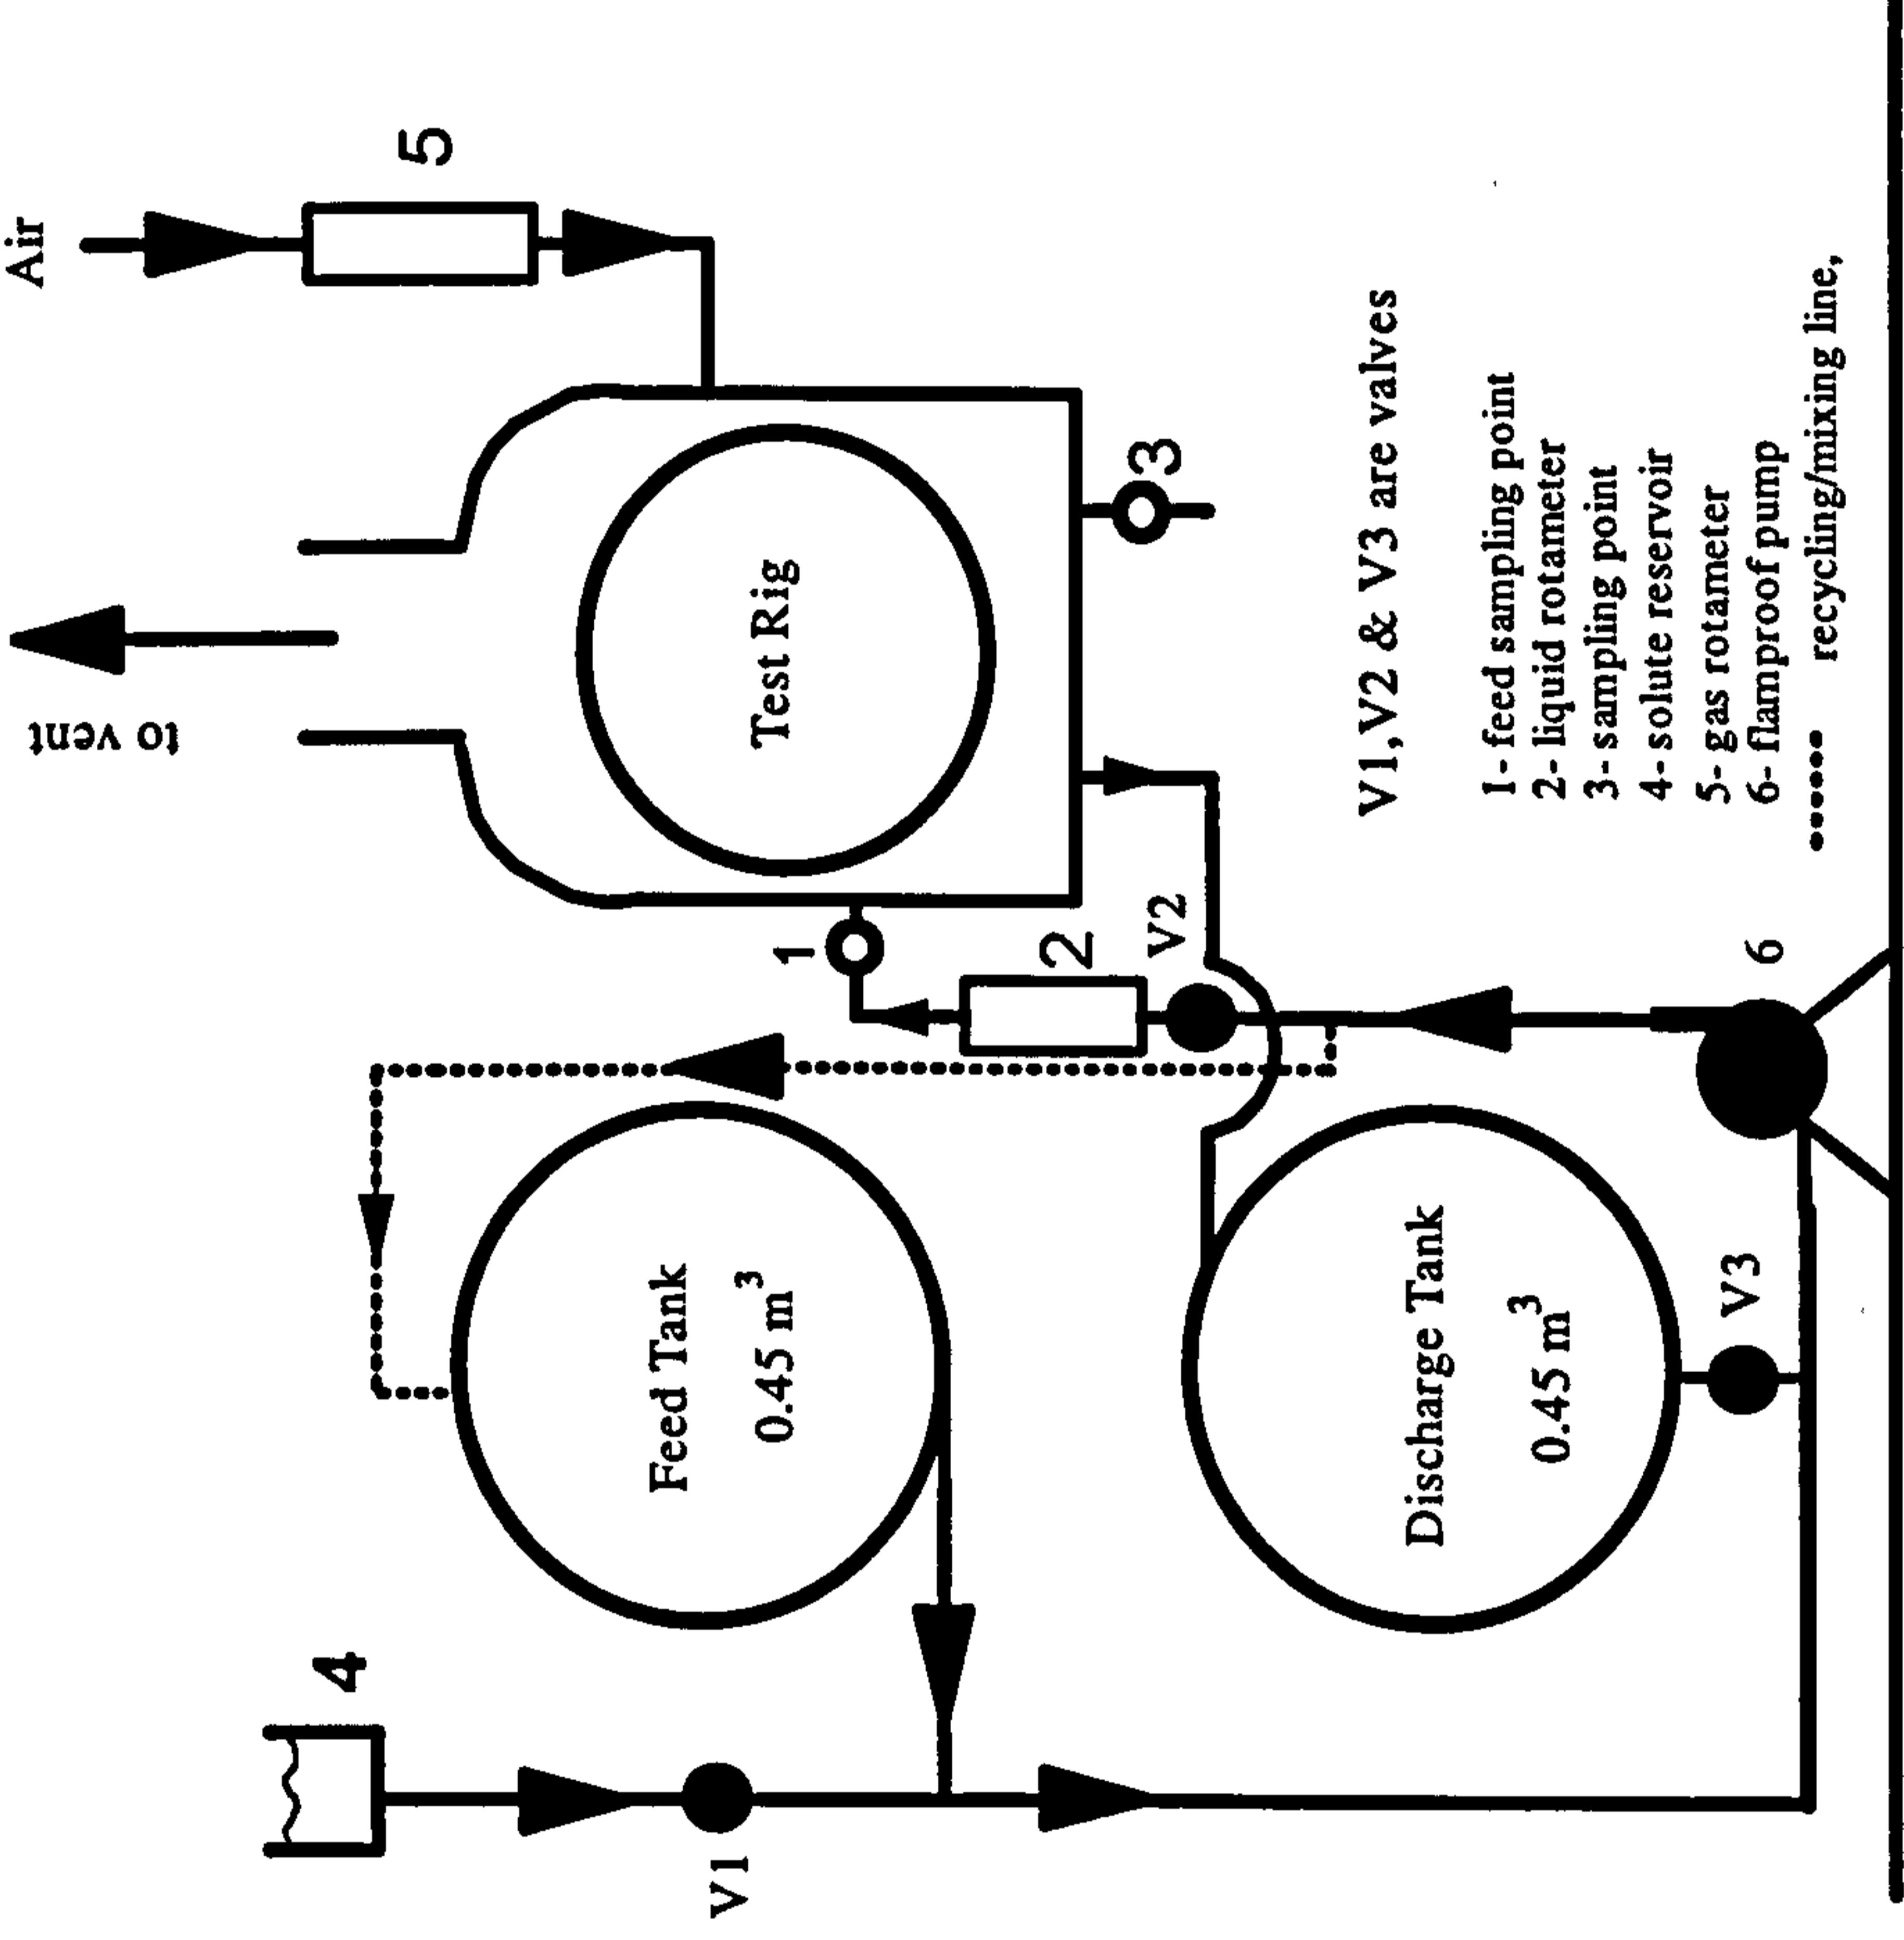 Air
5
to vent
Test Rig
3
1
2
V2
4
V1
Feed Tank
0.45 m3
Discharge Tank
0.45 m3
V3
6
V1,V2 & V3 are valves
1- feed sampling point
2- liquid rotameter
3- sampling point
4- solute reservoir
5- gas rotameter
6- flamproof pump
recycling/mixing line,